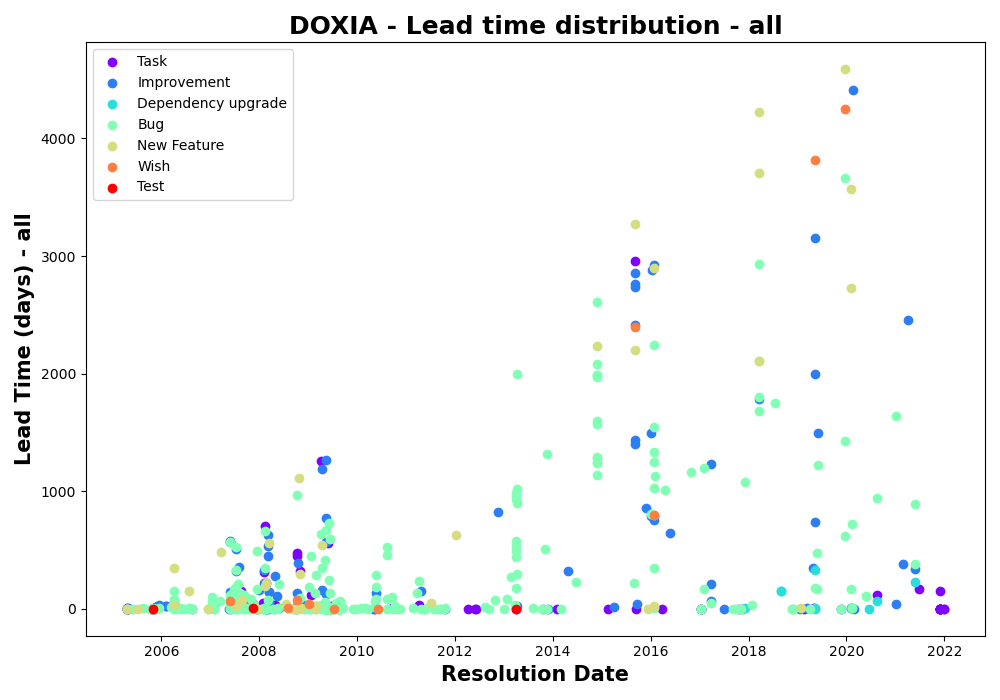 DOXIA - Lead time distribution - all
Task
Improvement
Dependency upgrade
Bug
New Feature
Wish
Test
Lead Time (days) - all
4000
3000
2000
1000
0
2006 2008 2010 2012 2014 2016 2018 2020 2022
Resolution Date